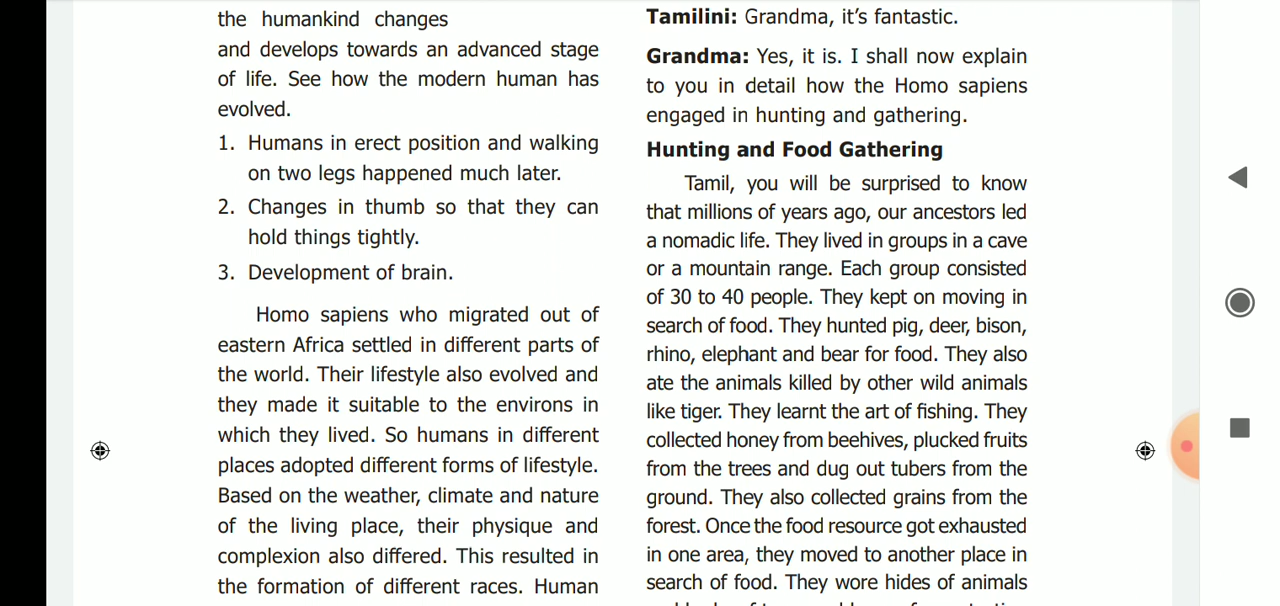 the humankind changes
and develops towards an advanced stage
of life. See how the modern human has
evolved.
1. Humans in erect position and walking
on two legs happened much later.
2. Changes in thumb so that they can
hold things tightly.
3. Development of brain.
Homo sapiens who migrated out of
eastern Africa settled in different parts of
the world. Their lifestyle also evolved and
they made it suitable to the environs in
which they lived. So humans in different
places adopted different forms of lifestyle.
Based on the weather, climate and nature
of the living place, their physique and
complexion also differed. This resulted in
the formation of different races. Human
Tamilini: Grandma, it's fantastic.
Grandma: Yes, it is. I shall now explain
to you in detail how the Homo sapiens
engaged in hunting and gathering.
Hunting and Food Gathering
Tamil, you will be surprised to know
that millions of years ago, our ancestors led
a nomadic life. They lived in groups in a cave
or a mountain range. Each group consisted
of 30 to 40 people. They kept on moving in
search of food. They hunted pig, deer, bison,
rhino, elephant and bear for food. They also
ate the animals killed by other wild animals
like tiger. They learnt the art of fishing. They
collected honey from beehives, plucked fruits
from the trees and dug out tubers from the
ground. They also collected grains from the
forest. Once the food resource got exhausted
in one area, they moved to another place in
search of food. They wore hides of animals